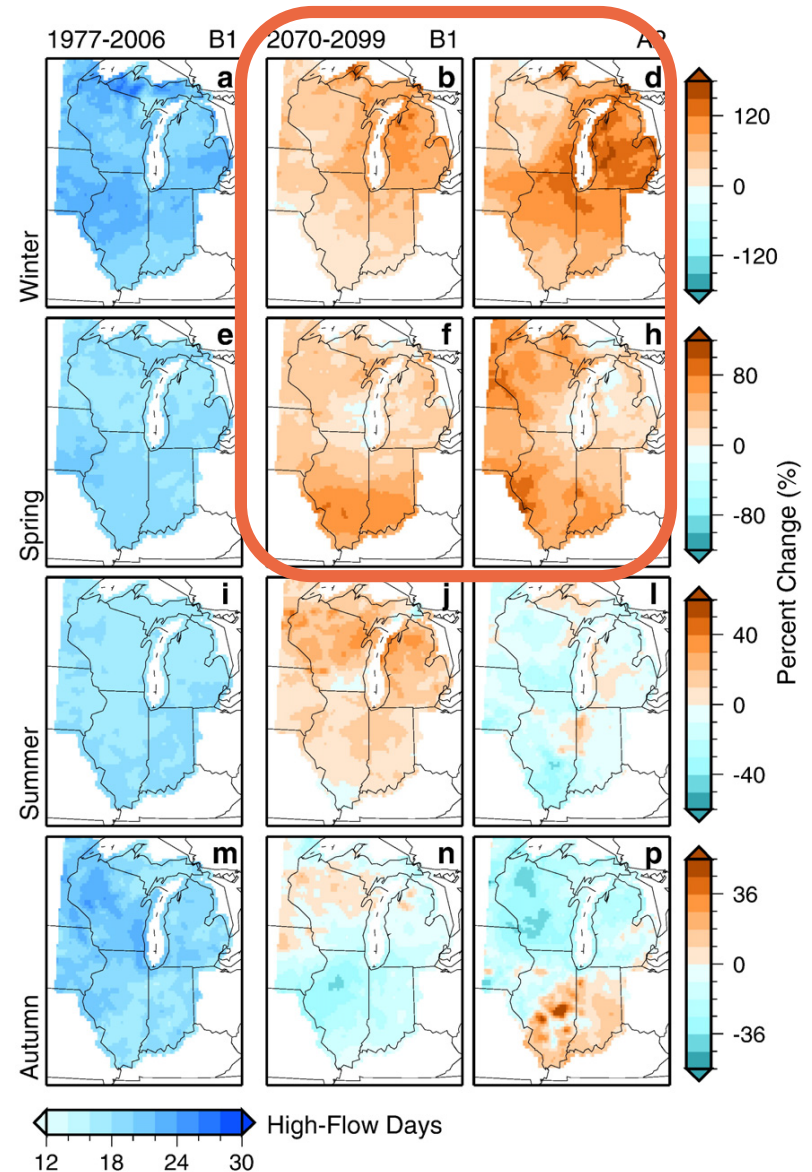 1977-2006 B1 2070-2099 B1 A2
a b d
120
0
-120
Winter
e f h
80
0
-80
Spring
Percent Change (%)
i j l
40
0
-40
Summer
m n p
36
0
-36
Autumn
High-Flow Days
12 18 24 30